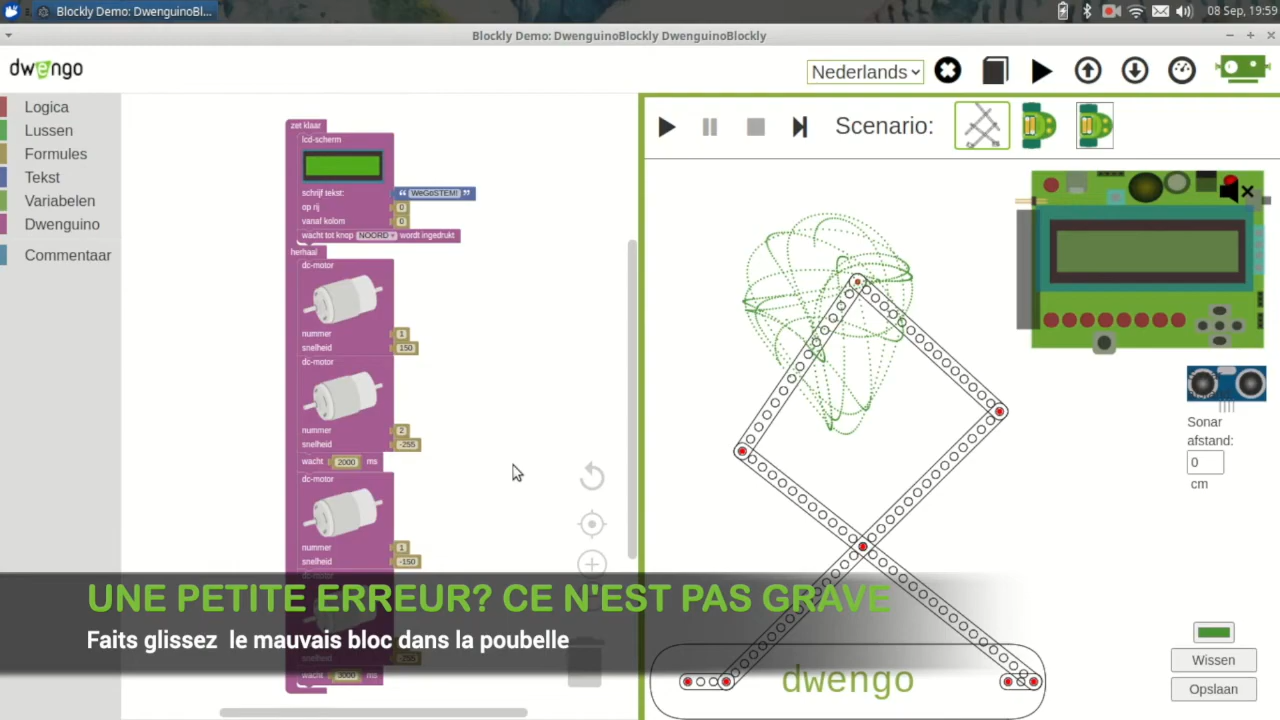 Blockly Demo: DwenguinoBl...
08 Sep, 19:59
Blockly Demo: DwenguinoBlockly DwenguinoBlockly
dwengo
Nederlands
Logica
Lussen
Formules
Tekst
Variabelen
Dwenguino
Commentaar
zet klaar
lcd-scherm
schrijf tekst: “ WeGoSTEM! ”
op rij 0
vanaf kolom 0
wacht tot knop NOORD wordt ingedrukt
herhaal
dc-motor
nummer 1
snelheid 150
dc-motor
nummer 2
snelheid -255
wacht 2000 ms
dc-motor
nummer 1
snelheid -150
dc-motor
snelheid -255
wacht 3000 ms
Scenario:
Sonar
afstand:
0
cm
dwengo
Wissen
Opslaan
UNE PETITE ERREUR? CE N'EST PAS GRAVE
Faits glissez le mauvais bloc dans la poubelle